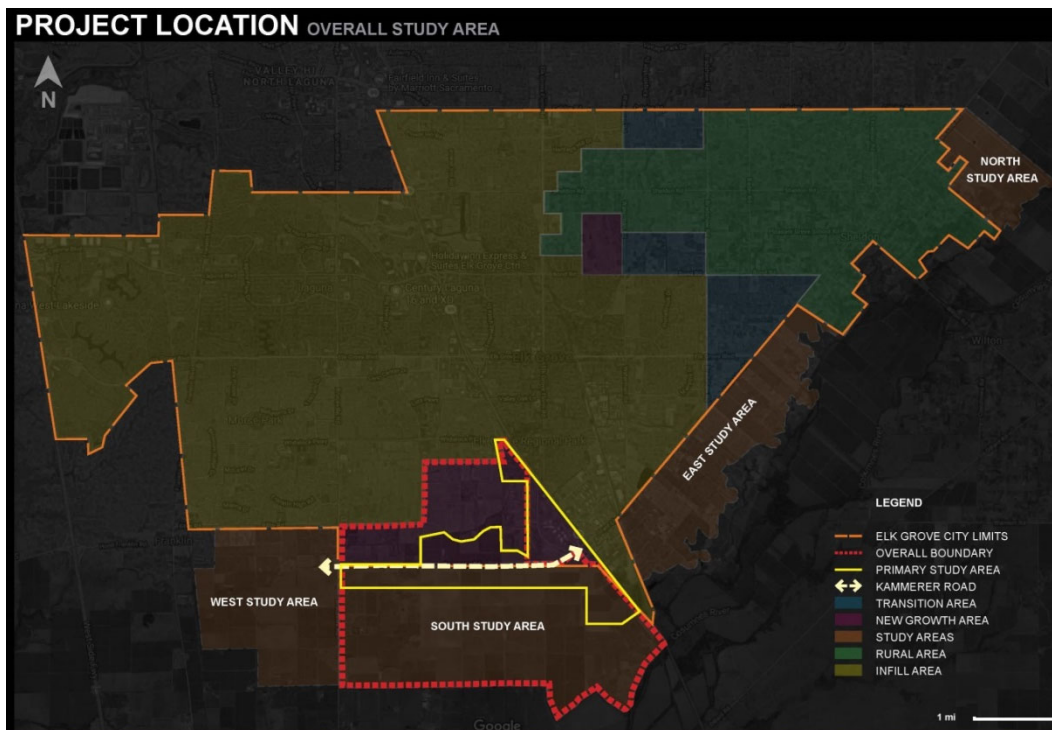 PROJECT LOCATION OVERALL STUDY AREA
N
NORTH
STUDY AREA
EAST STUDY AREA
WEST STUDY AREA
SOUTH STUDY AREA
LEGEND
ELK GROVE CITY LIMITS
OVERALL BOUNDARY
PRIMARY STUDY AREA
KAMMERER ROAD
TRANSITION AREA
NEW GROWTH AREA
STUDY AREAS
RURAL AREA
INFILL AREA
Wilton
Franklin
Google
1 mi